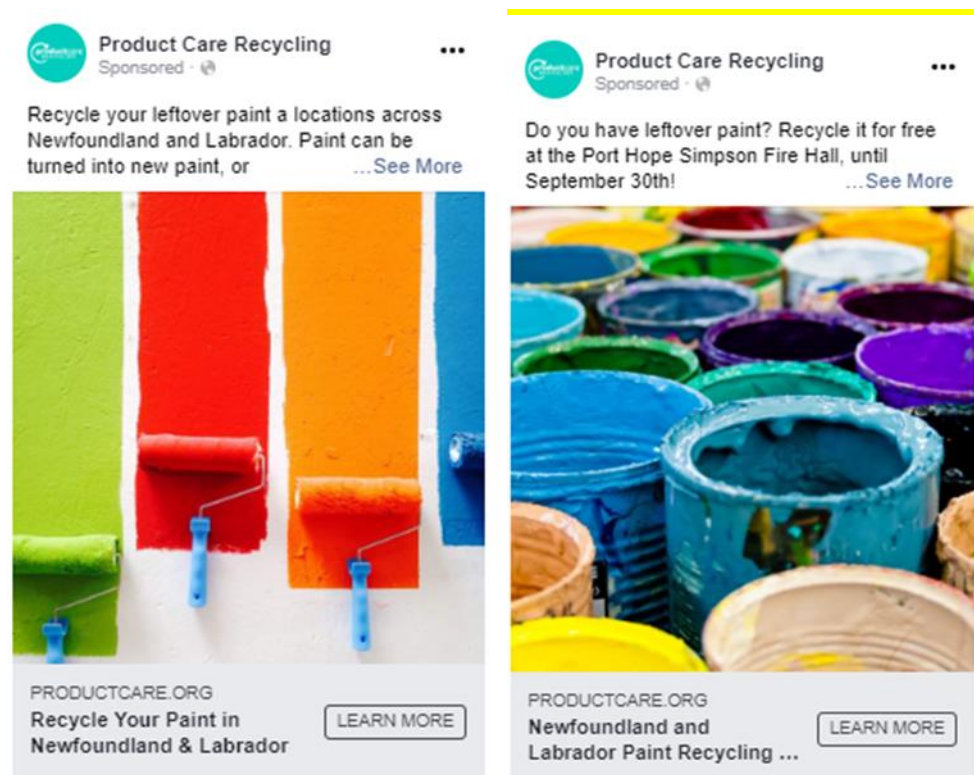 Product Care Recycling
Sponsored ·
Recycle your leftover paint a locations across
Newfoundland and Labrador. Paint can be
turned into new paint, or ...See More
PRODUCTCARE.ORG
Recycle Your Paint in
Newfoundland & Labrador
LEARN MORE
Product Care Recycling
Sponsored ·
Do you have leftover paint? Recycle it for free
at the Port Hope Simpson Fire Hall, until
September 30th! ...See More
PRODUCTCARE.ORG
Newfoundland and
Labrador Paint Recycling ...
LEARN MORE